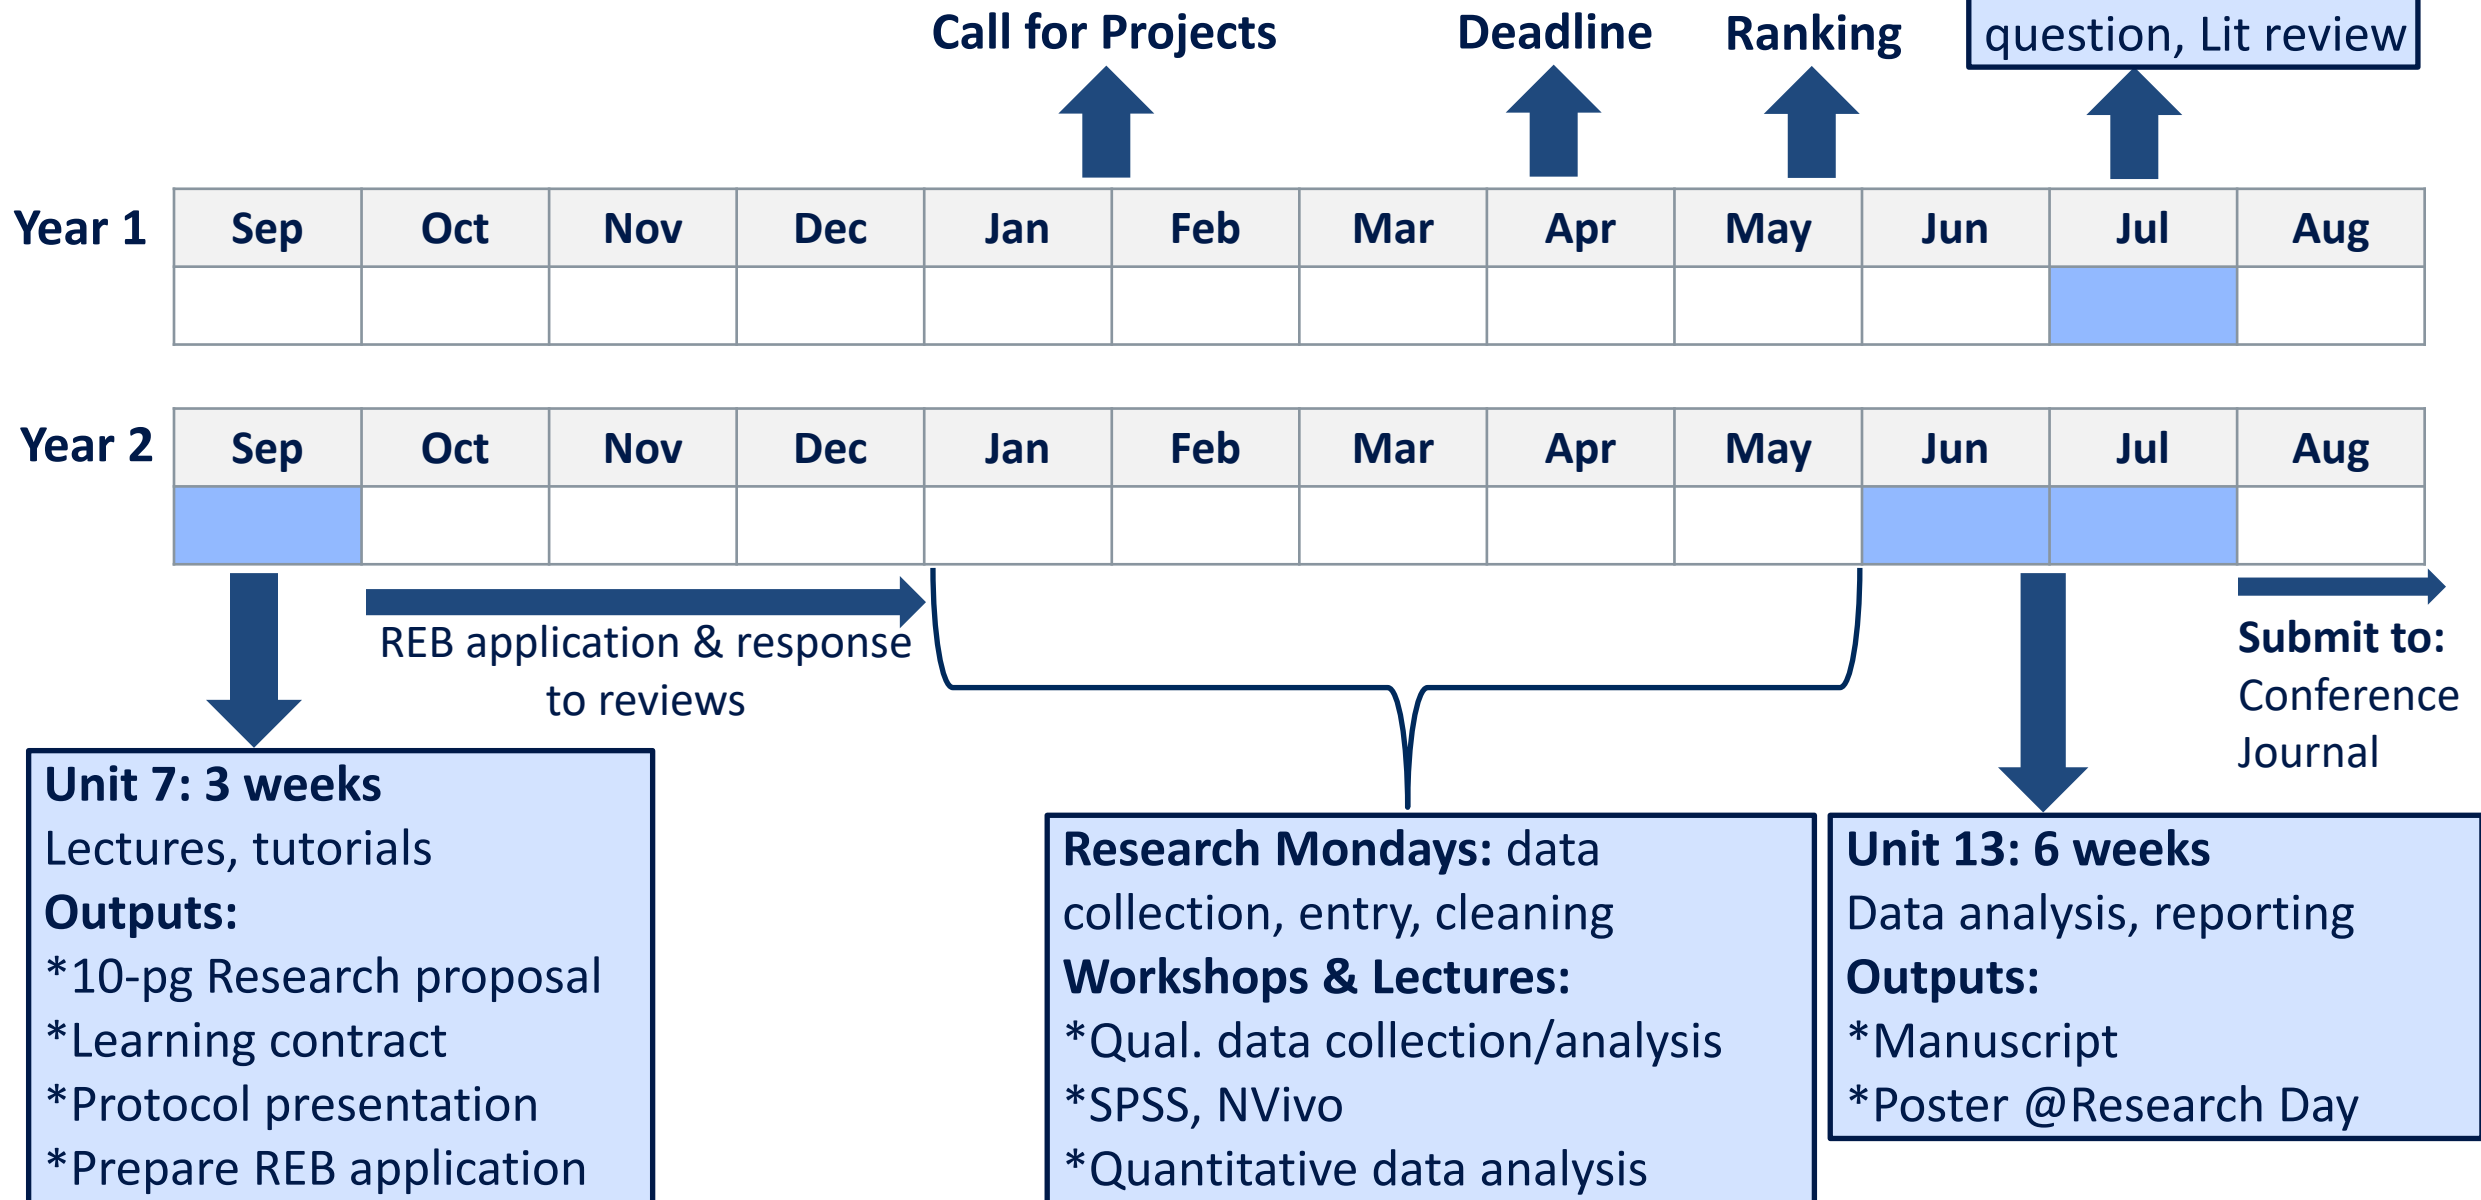 Call for Projects
Deadline
Ranking
question, Lit review
Year 1
Sep Oct Nov Dec Jan Feb Mar Apr May Jun Jul Aug
Year 2
Sep Oct Nov Dec Jan Feb Mar Apr May Jun Jul Aug
REB application & response
to reviews
Submit to:
Conference
Journal
Unit 7: 3 weeks
Lectures, tutorials
Outputs:
*10-pg Research proposal
*Learning contract
*Protocol presentation
*Prepare REB application
Research Mondays: data
collection, entry, cleaning
Workshops & Lectures:
*Qual. data collection/analysis
*SPSS, NVivo
*Quantitative data analysis
Unit 13: 6 weeks
Data analysis, reporting
Outputs:
*Manuscript
*Poster @Research Day